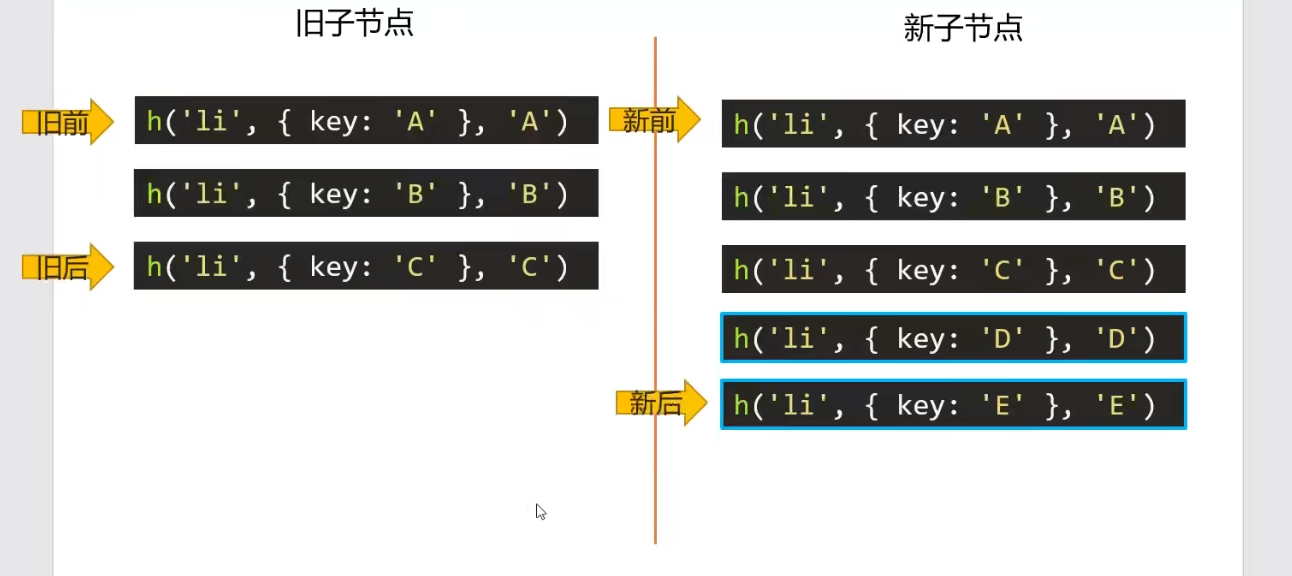 旧子节点
新子节点
旧前
h('li', { key: 'A' }, 'A')
h('li', { key: 'B' }, 'B')
旧后
h('li', { key: 'C' }, 'C')
新前
h('li', { key: 'A' }, 'A')
h('li', { key: 'B' }, 'B')
h('li', { key: 'C' }, 'C')
h('li', { key: 'D' }, 'D')
新后
h('li', { key: 'E' }, 'E')